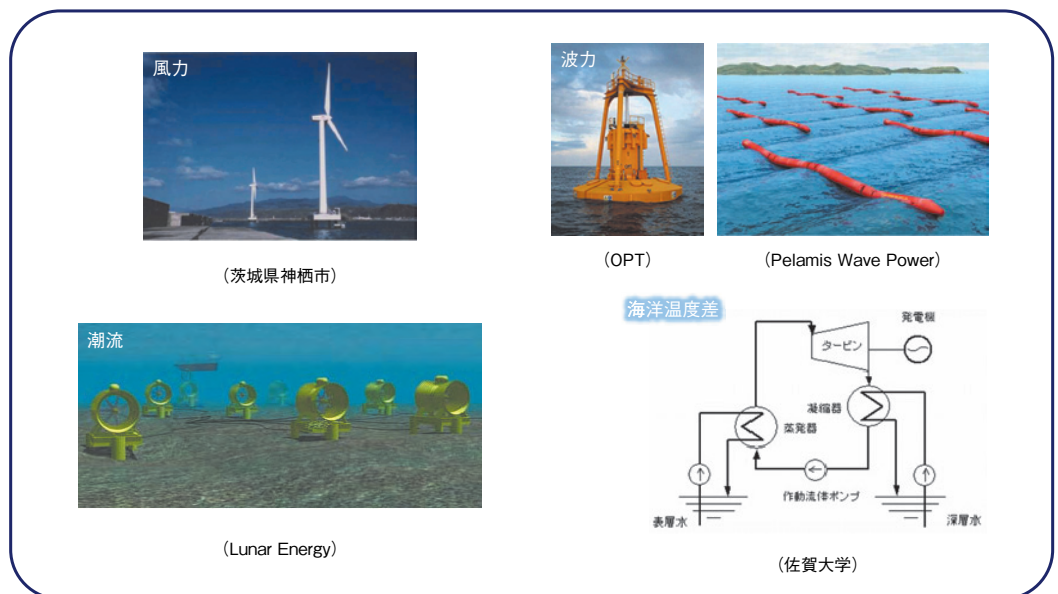 風力
(茨城県神栖市)
波力
(OPT)
(Pelamis Wave Power)
潮流
(Lunar Energy)
海洋温度差
発電機
タービン
凝縮器
蒸発器
作動流体ポンプ
表層水
深層水
(佐賀大学)